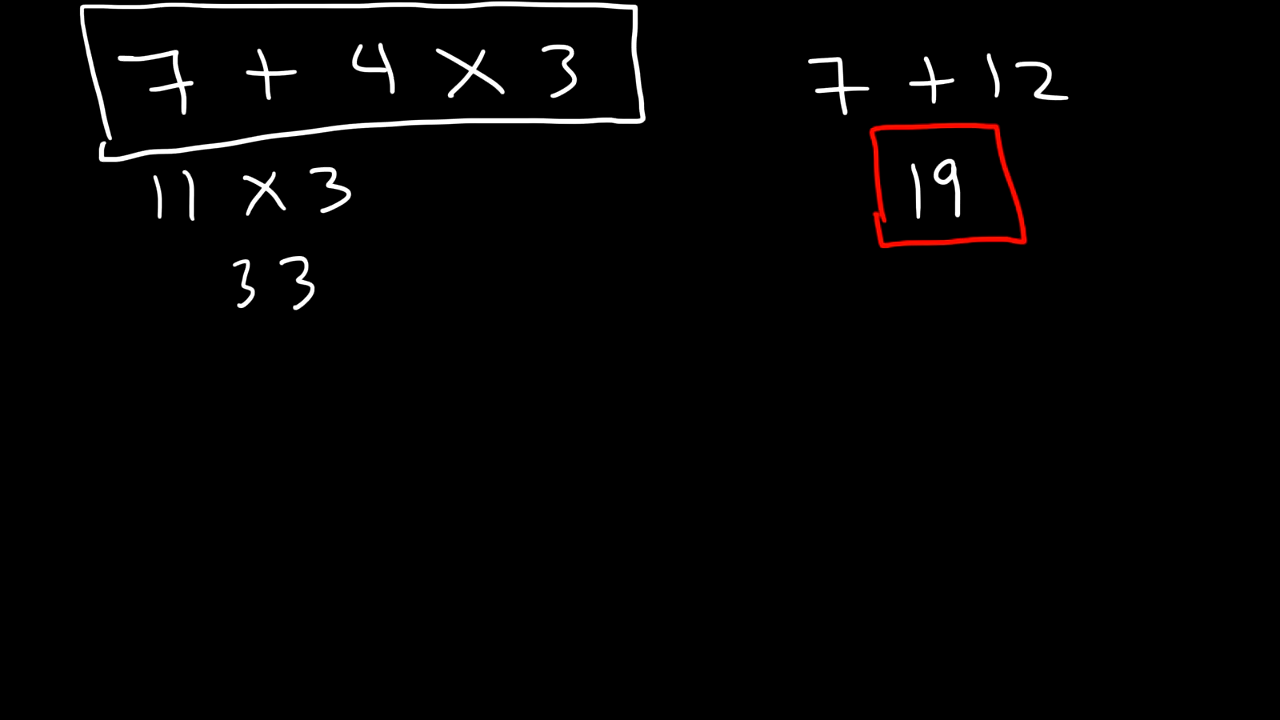 7 + 4 × 3
11 × 3
33
7 + 12
19